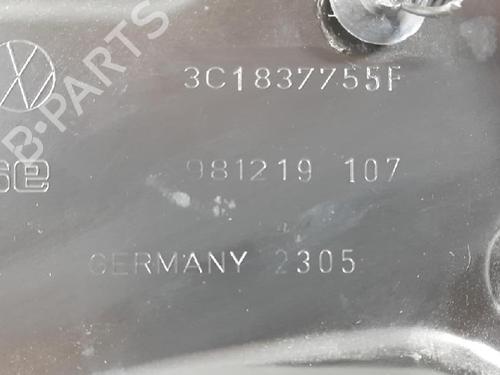 3C1837755F
B-PARTS
981219 107
GERMANY 2305